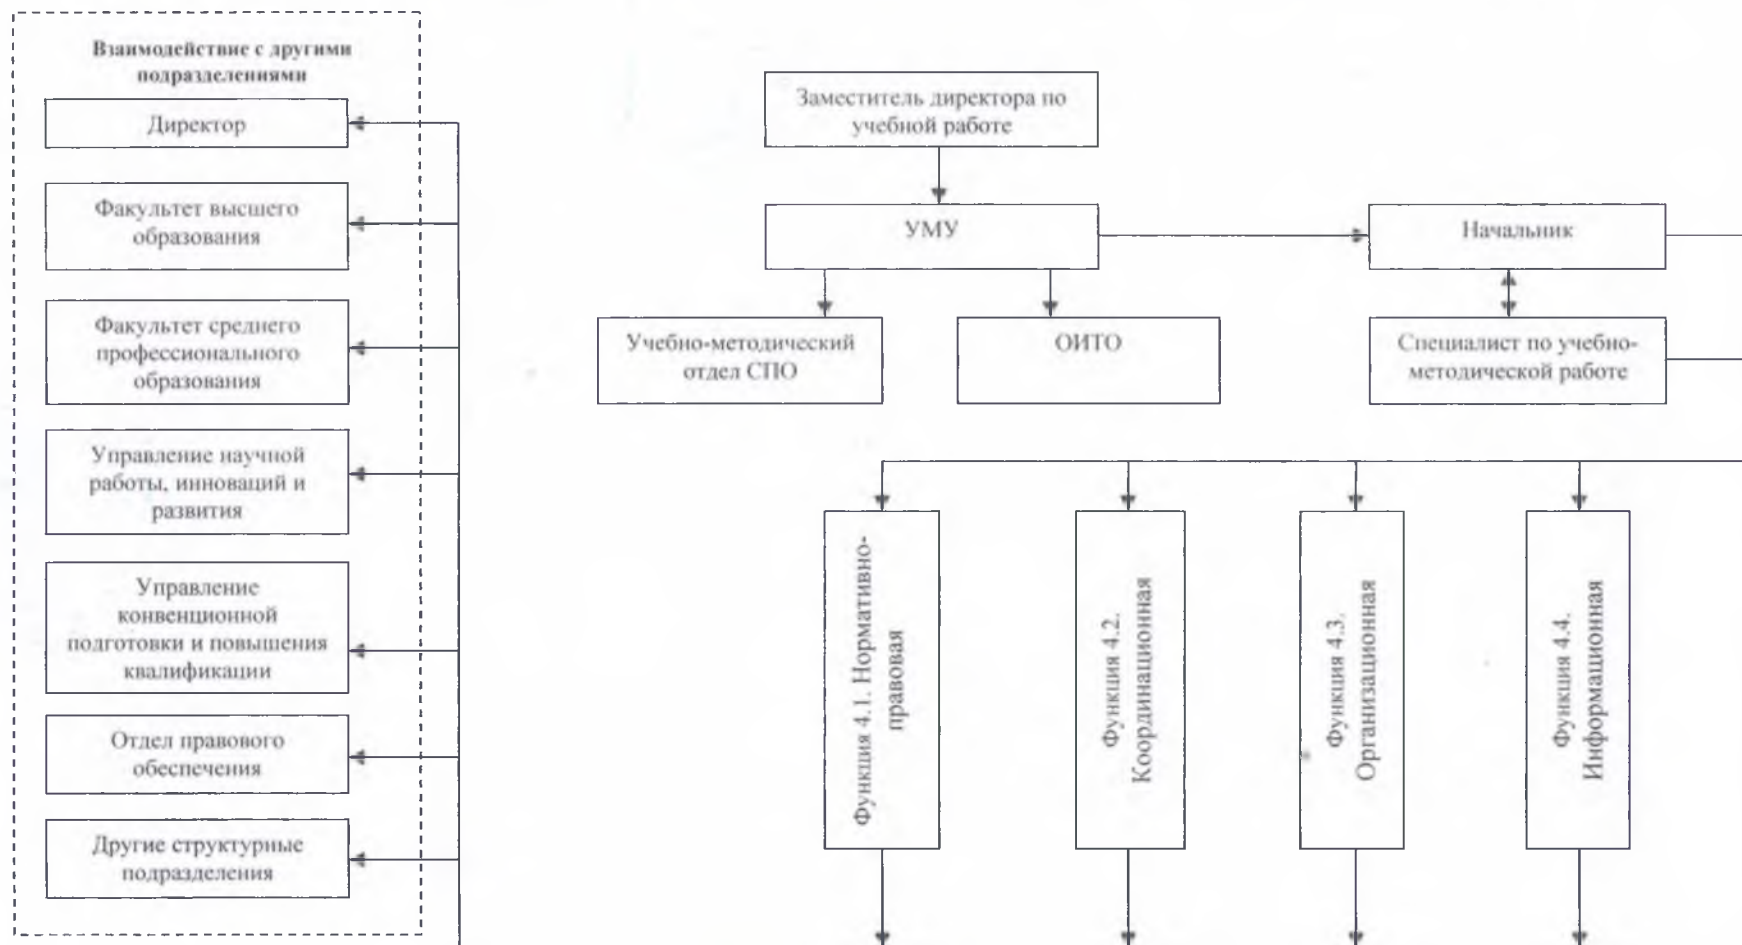 Взаимодействие с другими
подразделениями
Директор
Факультет высшего
образования
Факультет среднего
профессионального
образования
Управление научной
работы, инноваций и
развития
Управление
конвенционной
подготовки и повышения
квалификации
Отдел правового
обеспечения
Другие структурные
подразделения
Заместитель директора по
учебной работе
УМУ
Начальник
Учебно-методический
отдел СПО
ОИТО
Специалист по учебно-
методической работе
Функция 4.1. Нормативно-
правовая
Функция 4.2.
Координационная
Функция 4.3.
Организационная
Функция 4.4.
Информационная